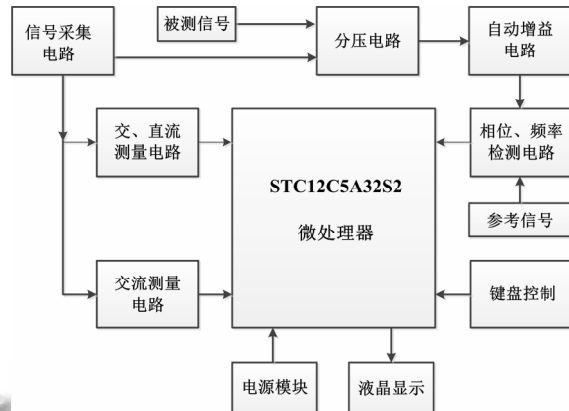 信号采集
电路
被测信号
分压电路
自动增益
电路
交、直流
测量电路
STC12C5A32S2
微处理器
相位、频率
检测电路
参考信号
交流测量
电路
键盘控制
电源模块
液晶显示